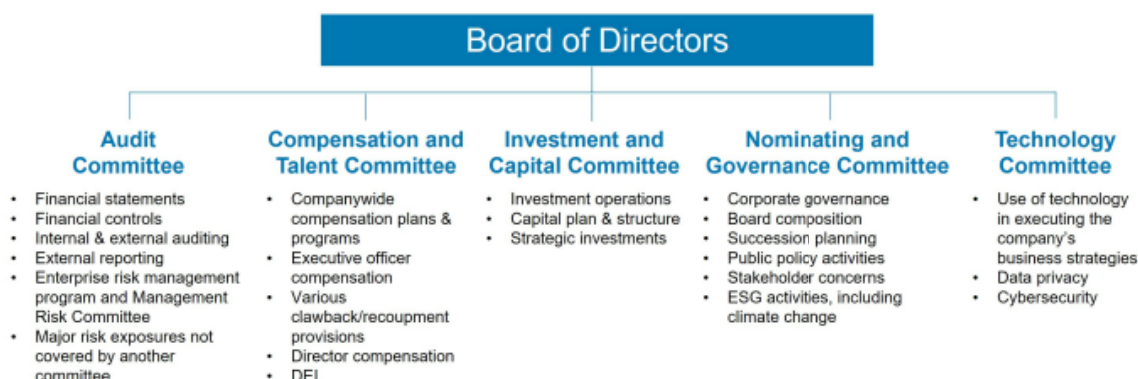 Board of Directors
Audit
Committee
• Financial statements
• Financial controls
• Internal & external auditing
• External reporting
• Enterprise risk management
program and Management
Risk Committee
• Major risk exposures not
covered by another
committee
Compensation and
Talent Committee
• Companywide
compensation plans &
programs
• Executive officer
compensation
• Various
clawback/recoupment
provisions
• Director compensation
• DEI
Investment and
Capital Committee
• Investment operations
• Capital plan & structure
• Strategic investments
Nominating and
Governance Committee
• Corporate governance
• Board composition
• Succession planning
• Public policy activities
• Stakeholder concerns
• ESG activities, including
climate change
Technology
Committee
• Use of technology
in executing the
company's
business strategies
• Data privacy
• Cybersecurity